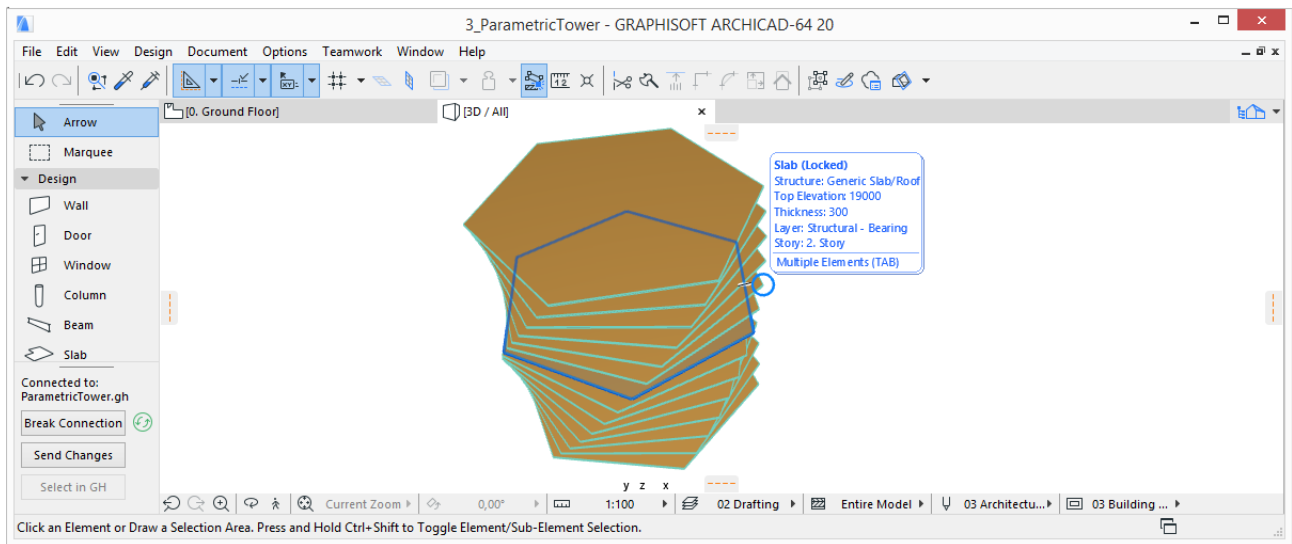 3_ParametricTower - GRAPHISOFT ARCHICAD-64 20
File Edit View Design Document Options Teamwork Window Help
[0. Ground Floor] [3D / All]
Arrow
Marquee
Design
Wall
Door
Window
Column
Beam
Slab
Slab (Locked)
Structure: Generic Slab/Roof
Top Elevation: 19000
Thickness: 300
Layer: Structural - Bearing
Story: 2. Story
Multiple Elements (TAB)
Connected to:
ParametricTower.gh
Break Connection
Send Changes
Select in GH
y z x
Current Zoom 0,00° 1:100 02 Drafting Entire Model 03 Architectu... 03 Building ...
Click an Element or Draw a Selection Area. Press and Hold Ctrl+Shift to Toggle Element/Sub-Element Selection.